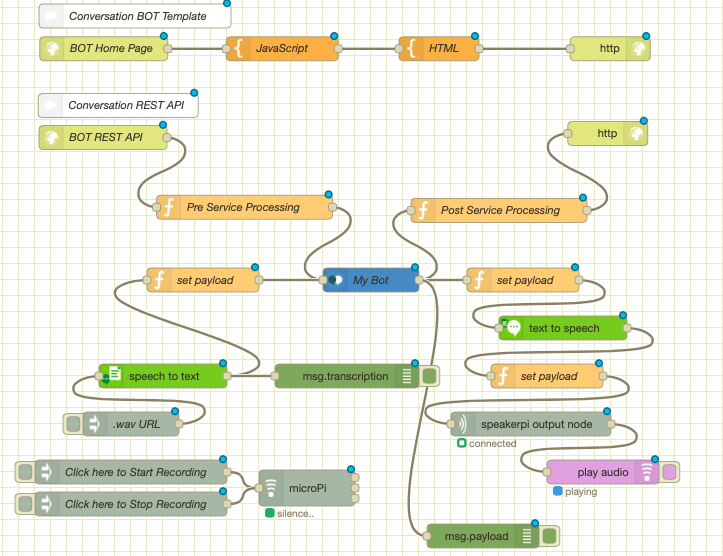 Conversation BOT Template
BOT Home Page
JavaScript
HTML
http
Conversation REST API
BOT REST API
http
Pre Service Processing
Post Service Processing
set payload
My Bot
set payload
text to speech
speech to text
msg.transcription
set payload
.wav URL
speakerpi output node
connected
Click here to Start Recording
play audio
microPi
playing
Click here to Stop Recording
silence..
msg.payload